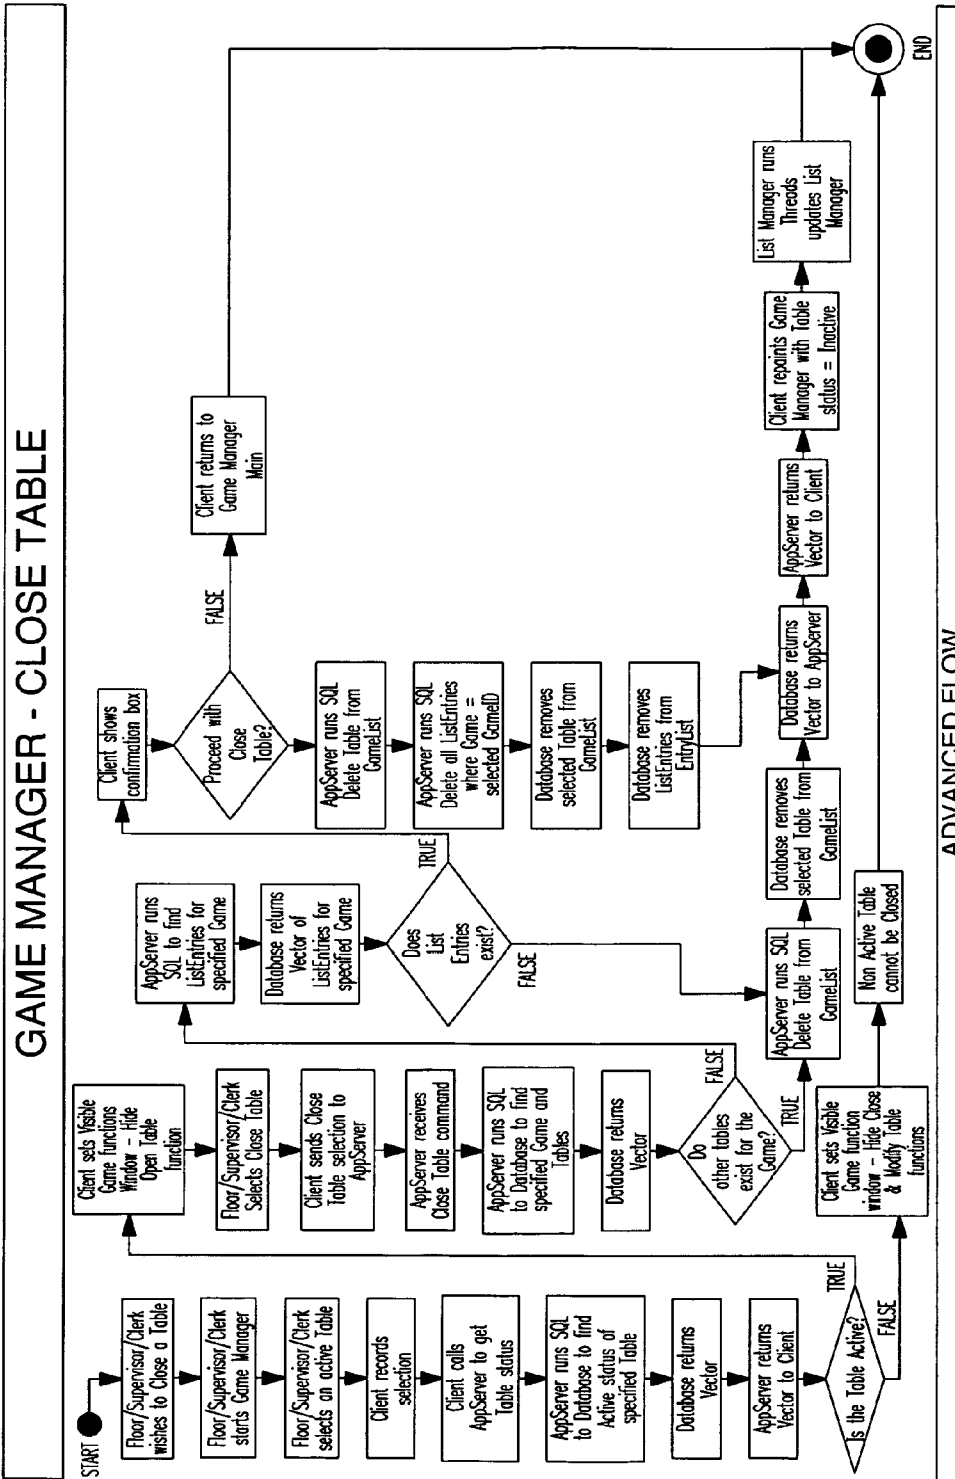 GAME MANAGER - CLOSE TABLE
START
Floor/Supervisor/Clerk
wishes to Close a Table
Floor/Supervisor/Clerk
starts Game Manager
Floor/Supervisor/Clerk
selects an active Table
Client records
selection
Client calls
AppServer to get
Table status
AppServer runs SQL
to Database to find
Active status of
specified Table
Database returns
Vector
AppServer returns
Vector to Client
Is the Table Active?
TRUE
FALSE
Client sets Visible
Game functions
Window - Hide
Open Table
function
Floor/Supervisor/Clerk
Selects Close Table
Client sends Close
Table selection to
AppServer
AppServer receives
Close Table command
AppServer runs SQL
to Database to find
specified Game and
Tables
Database returns
Vector
Do
other tables
exist for the
Game?
FALSE
TRUE
Client sets Visible
Game function
window - Hide Close
& Modify Table
functions
AppServer runs
SQL to find
ListEntries for
specified Game
Database returns
Vector of
ListEntries for
specified Game
Does
List
Entries
exist?
TRUE
FALSE
AppServer runs SQL
Delete Table from
GameList
Database removes
selected Table from
GameList
Non Active Table
cannot be Closed
Client shows
confirmation box
Proceed with
Close
Table?
FALSE
AppServer runs SQL
Delete Table from
GameList
AppServer runs SQL
Delete all ListEntries
where Game =
selected GameID
Database removes
selected Table from
GameList
Database removes
ListEntries from
EntryList
Database returns
Vector to AppServer
AppServer returns
Vector to Client
Client repaints Game
Manager with Table
status = Inactive
List Manager runs
Threads
updates List
Manager
Client returns to
Game Manager
Main
END
ADVANCED FLOW